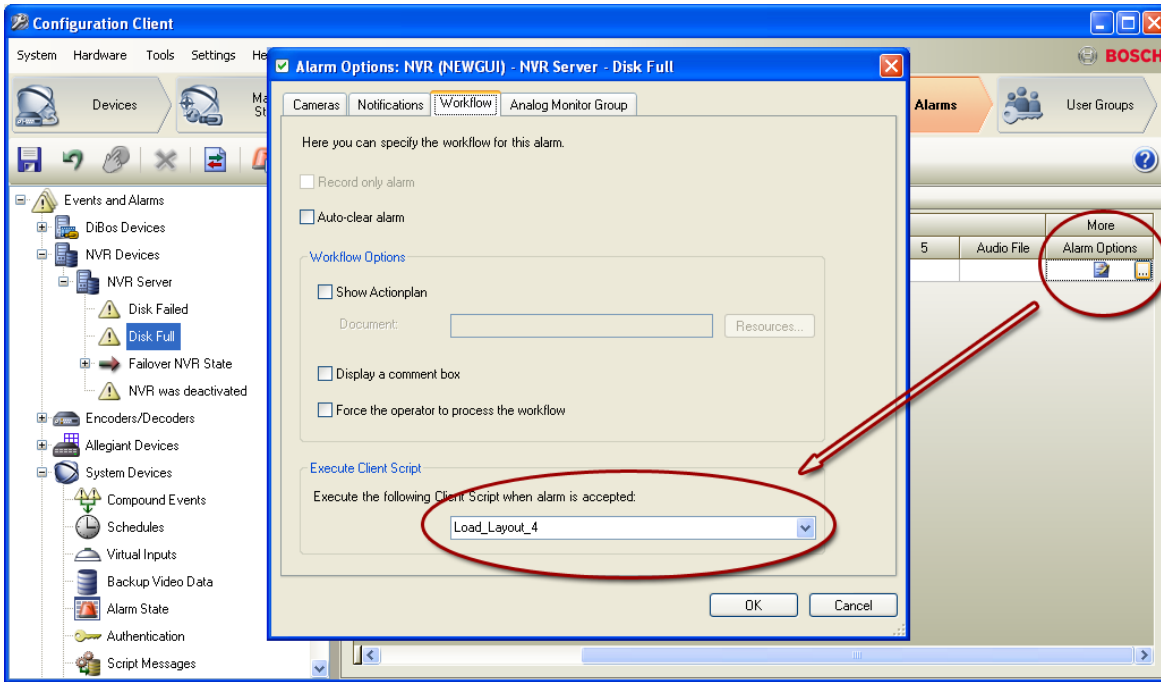 Configuration Client
System Hardware Tools Settings He
BOSCH
Devices
Ma
St
Alarms
User Groups
Events and Alarms
DiBos Devices
NVR Devices
NVR Server
Disk Failed
Disk Full
Failover NVR State
NVR was deactivated
Encoders/Decoders
Allegiant Devices
System Devices
Compound Events
Schedules
Virtual Inputs
Backup Video Data
Alarm State
Authentication
Script Messages
Alarm Options: NVR (NEWGUI) - NVR Server - Disk Full
Cameras Notifications Workflow Analog Monitor Group
Here you can specify the workflow for this alarm.
Record only alarm
Auto-clear alarm
Workflow Options
Show Actionplan
Document: Resources...
Display a comment box
Force the operator to process the workflow
Execute Client Script
Execute the following Client Script when alarm is accepted:
Load_Layout_4
OK Cancel
More
5 Audio File Alarm Options
...